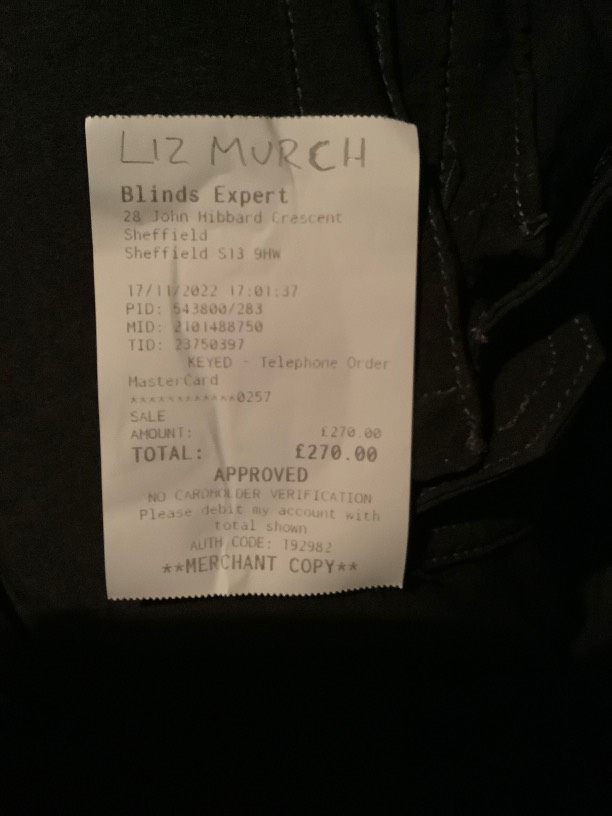 LIZ MURCH
Blinds Expert
28 John Hibbard Crescent
Sheffield
Sheffield S13 9HW
17/11/2022 17:01:37
PID: 543800/283
MID: 2101488750
TID: 23750397
KEYED - Telephone Order
MasterCard
************0257
SALE
AMOUNT: £270.00
TOTAL: £270.00
APPROVED
NO CARDHOLDER VERIFICATION
Please debit my account with
total shown
AUTH CODE: T92982
**MERCHANT COPY**